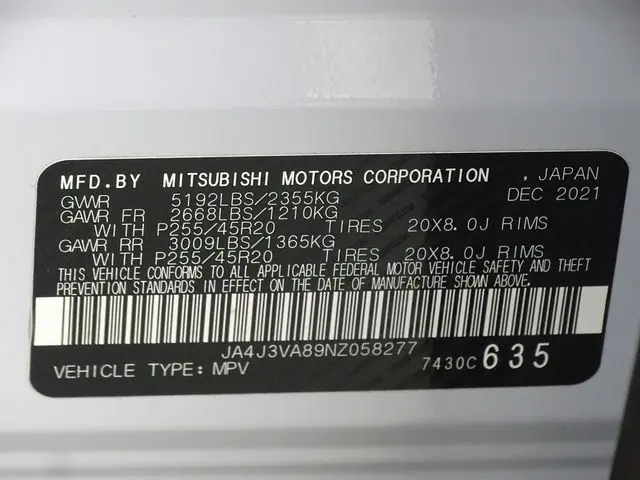 MFD.BY MITSUBISHI MOTORS CORPORATION , JAPAN
GVWR 5192LBS/2355KG DEC 2021
GAWR FR 2668LBS/1210KG
WITH P255/45R20 TIRES 20X8.0J RIMS
GAWR RR 3009LBS/1365KG
WITH P255/45R20 TIRES 20X8.0J RIMS
THIS VEHICLE CONFORMS TO ALL APPLICABLE FEDERAL MOTOR VEHICLE SAFETY AND THEFT
PREVENTION STANDARDS IN EFFECT ON THE DATE OF MANUFACTURE SHOWN ABOVE.
JA4J3VA89NZ058277
VEHICLE TYPE: MPV 7430C 635